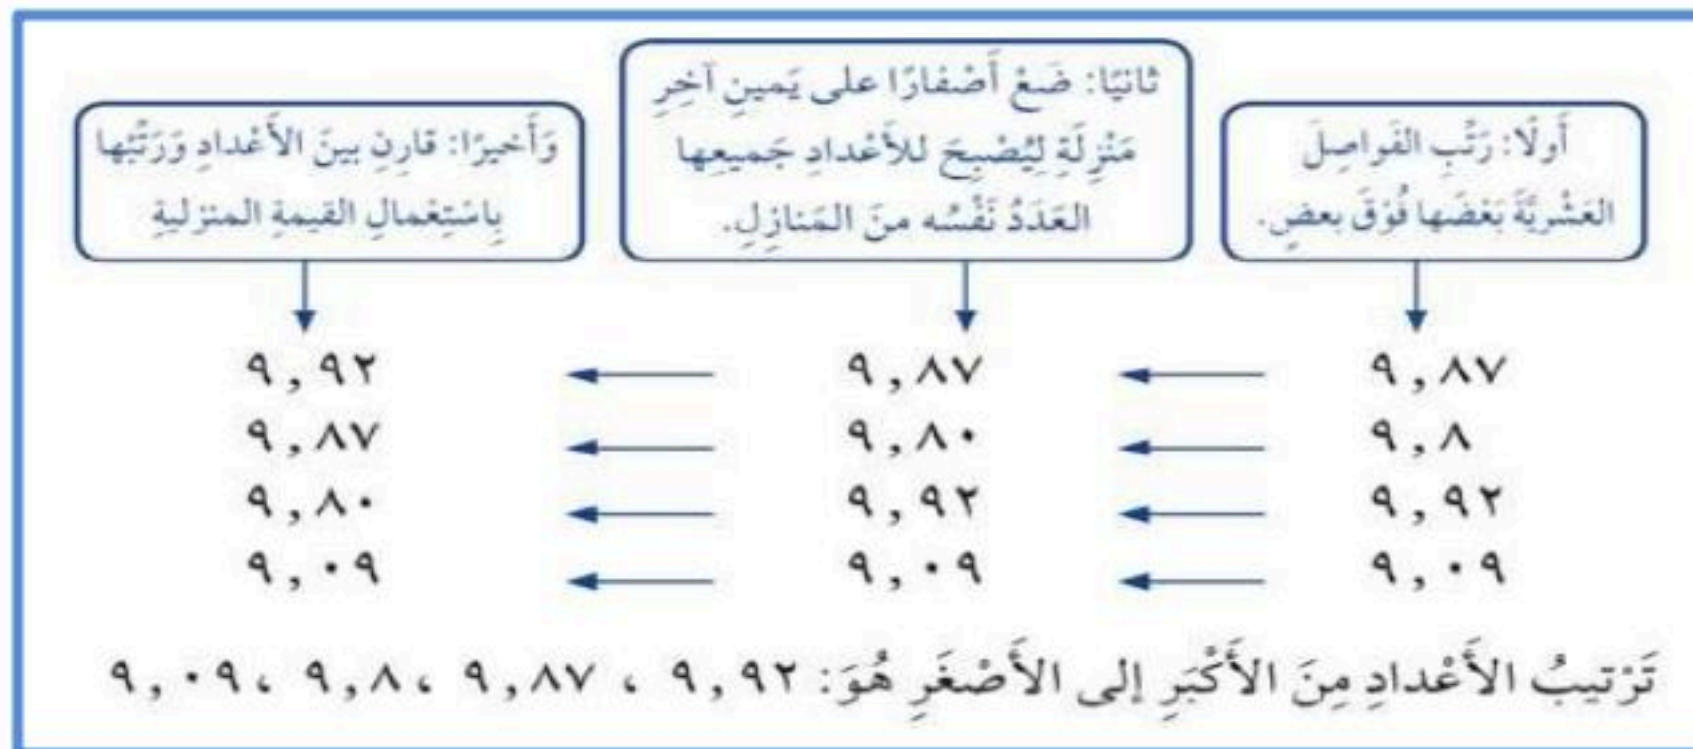 أَولًا: رَتِّبِ الفَواصِلَ
العَشْرِيَّةَ بَعْضَها فَوْقَ بعضٍ.
ثانيًا: ضَعْ أَصْفارًا على يَمينِ آخِرِ
مَنْزِلَةٍ لِيُصْبِحَ للأَعْدادِ جَميعِها
العَدَدُ نَفْسُه منَ المَنازِلِ.
وَأَخيرًا: قارِنِ بينَ الأَعْدادِ وَرَتِّبْها
بِاسْتِعْمالِ القيمةِ المنزليةِ
٩,٨٧ ← ٩,٨٧ ← ٩,٩٢
٩,٨ ← ٩,٨٠ ← ٩,٨٧
٩,٩٢ ← ٩,٩٢ ← ٩,٨٠
٩,٠٩ ← ٩,٠٩ ← ٩,٠٩
تَرْتيبُ الأَعْدادِ مِنَ الأَكْبَرِ إلى الأَصْغَرِ هُوَ: ٩,٩٢ ، ٩,٨٧ ، ٩,٨ ، ٩,٠٩